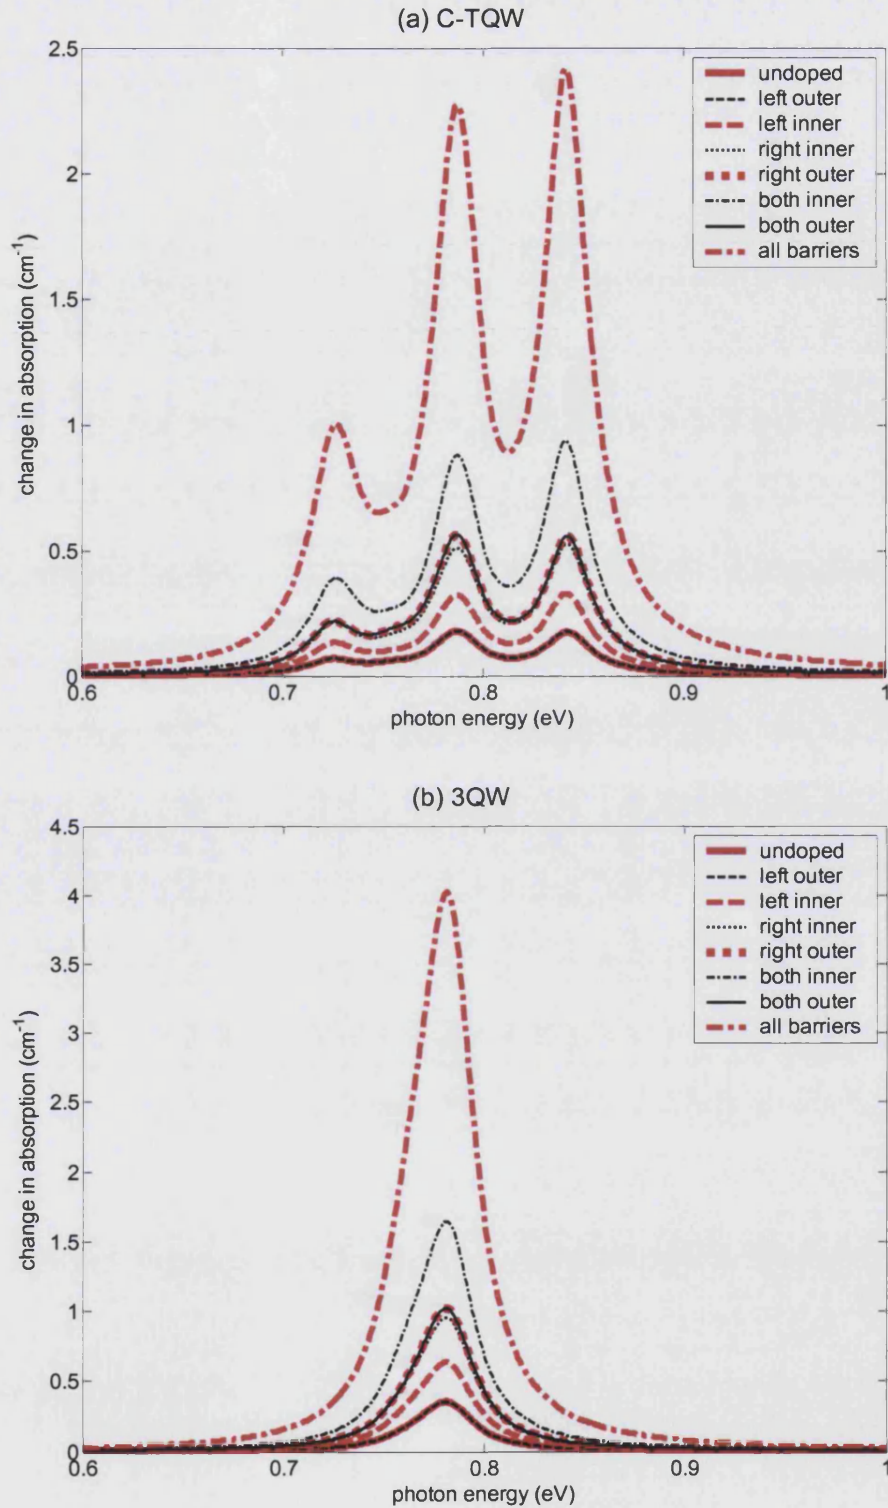 (a) C-TQW
2.5
2
1.5
1
0.5
0
change in absorption (cm⁻¹)
undoped
left outer
left inner
right inner
right outer
both inner
both outer
all barriers
0.6 0.7 0.8 0.9 1
photon energy (eV)
(b) 3QW
4.5
4
3.5
3
2.5
2
1.5
1
0.5
0
change in absorption (cm⁻¹)
undoped
left outer
left inner
right inner
right outer
both inner
both outer
all barriers
0.6 0.7 0.8 0.9 1
photon energy (eV)